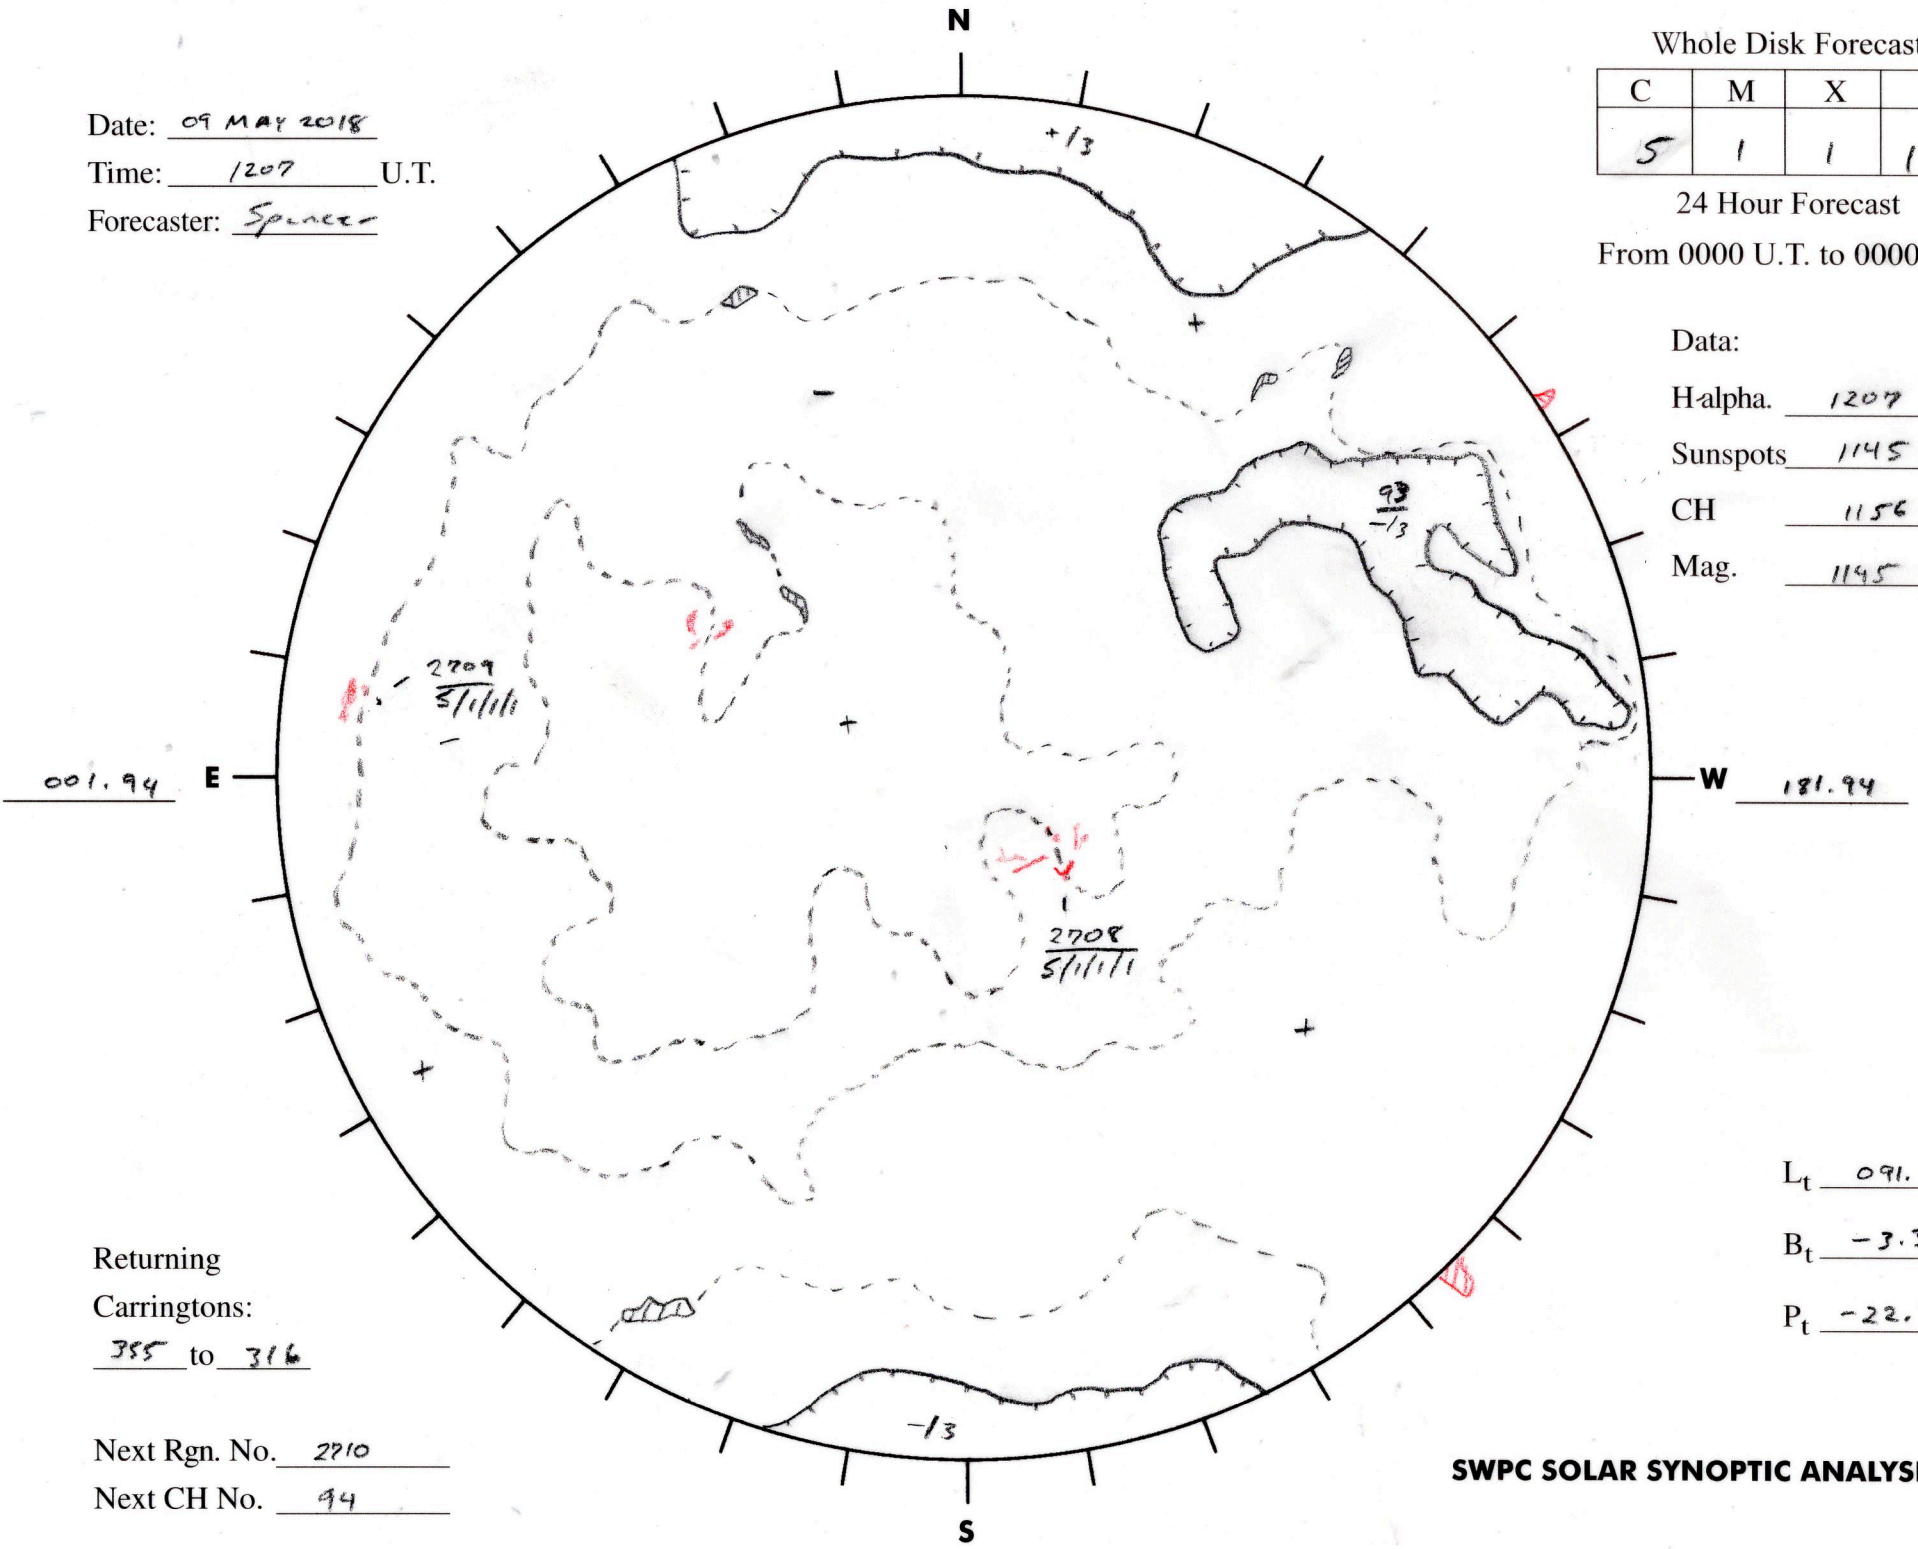 N
Whole Disk Forecast
C M X
5 1 1 1
24 Hour Forecast
From 0000 U.T. to 0000
Date: 09 MAY 2018
Time: 1207 U.T.
Forecaster: Spencer
+/3
+
-
Data:
H-alpha. 1207
Sunspots 1145
CH 1156
Mag. 1145
93
-/3
2709
5/1/1/1
-
+
001.94 E
W 181.94
2708
5/1/1/1
+
+
Lt 091.
Bt -3.3
Pt -22.
Returning
Carringtons:
355 to 316
-/3
Next Rgn. No. 2710
Next CH No. 94
SWPC SOLAR SYNOPTIC ANALYSI
S